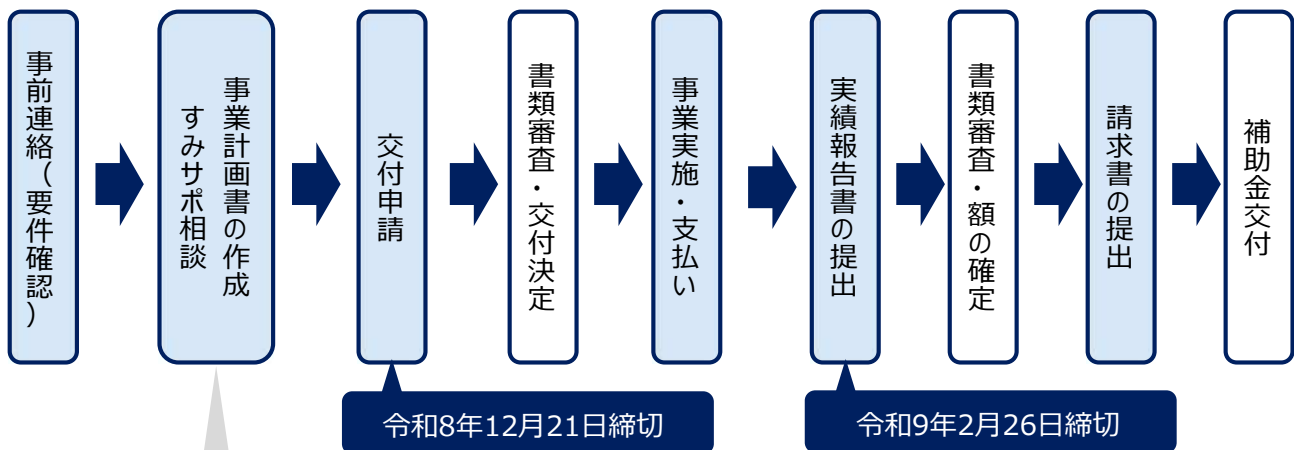 事前連絡（要件確認）
事業計画書の作成
すみサポ相談
交付申請
書類審査・交付決定
事業実施・支払い
実績報告書の提出
書類審査・額の確定
請求書の提出
補助金交付
令和8年12月21日締切
令和9年2月26日締切